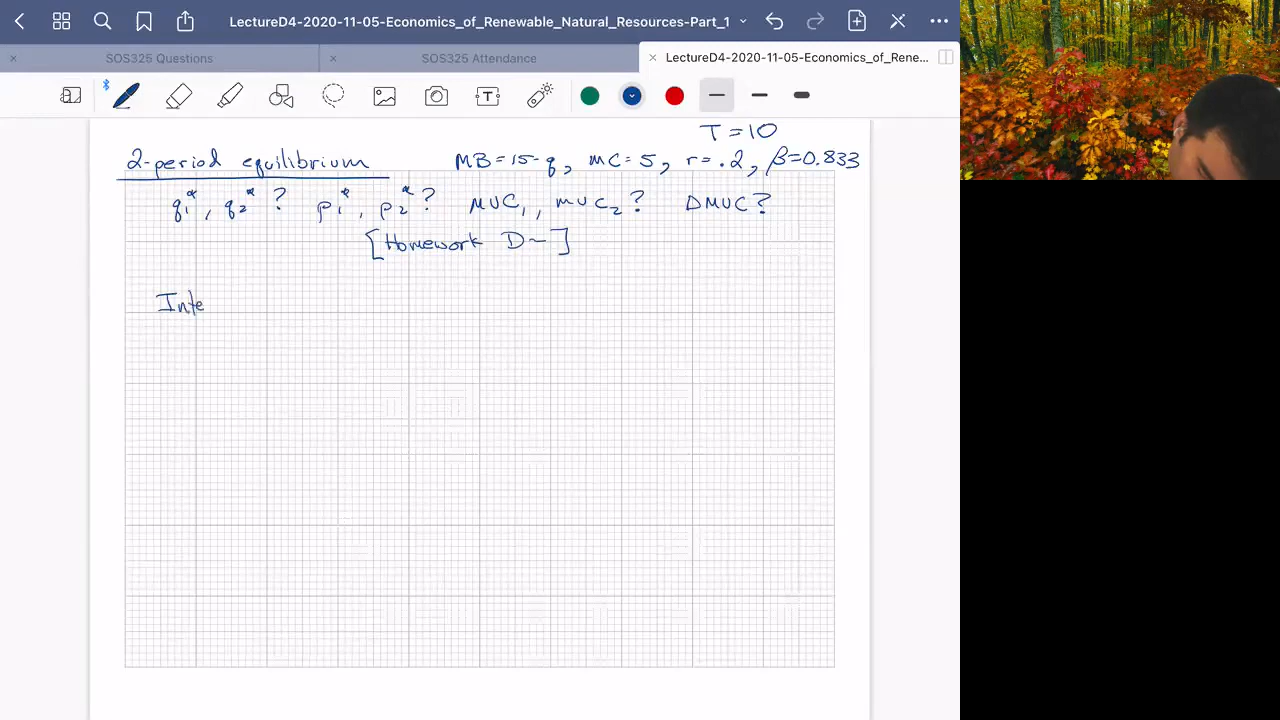 LectureD4-2020-11-05-Economics_of_Renewable_Natural_Resources-Part_1
SOS325 Questions
SOS325 Attendance
LectureD4-2020-11-05-Economics_of_Rene...
T = 10
2-period equilibrium MB = 15-q, MC = 5, r = .2, β = 0.833
q₁*, q₂* ? p₁*, p₂* ? MUC₁, MUC₂ ? ΔMUC ?
[Homework D~]
Inte